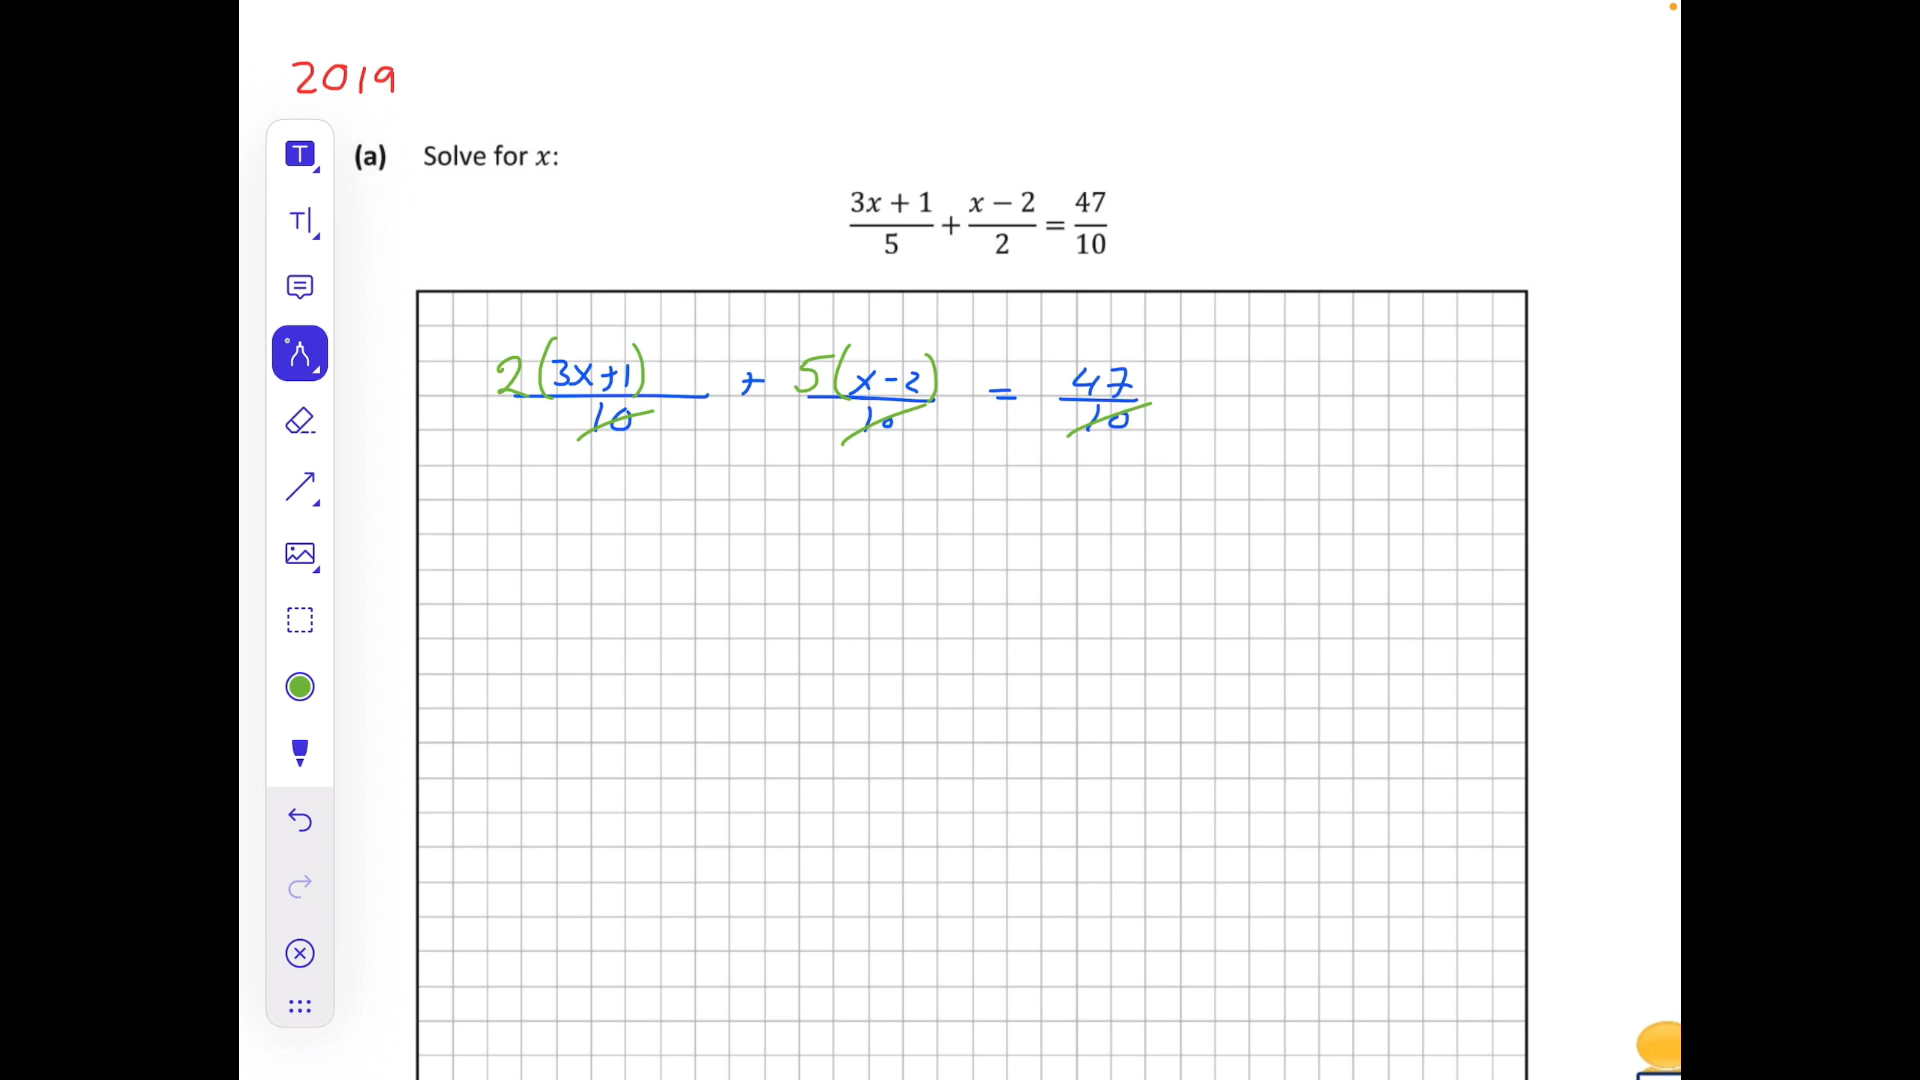 2019
(a) Solve for x:
(3x + 1)/5 + (x − 2)/2 = 47/10
2(3x+1)/10 + 5(x-2)/10 = 47/10